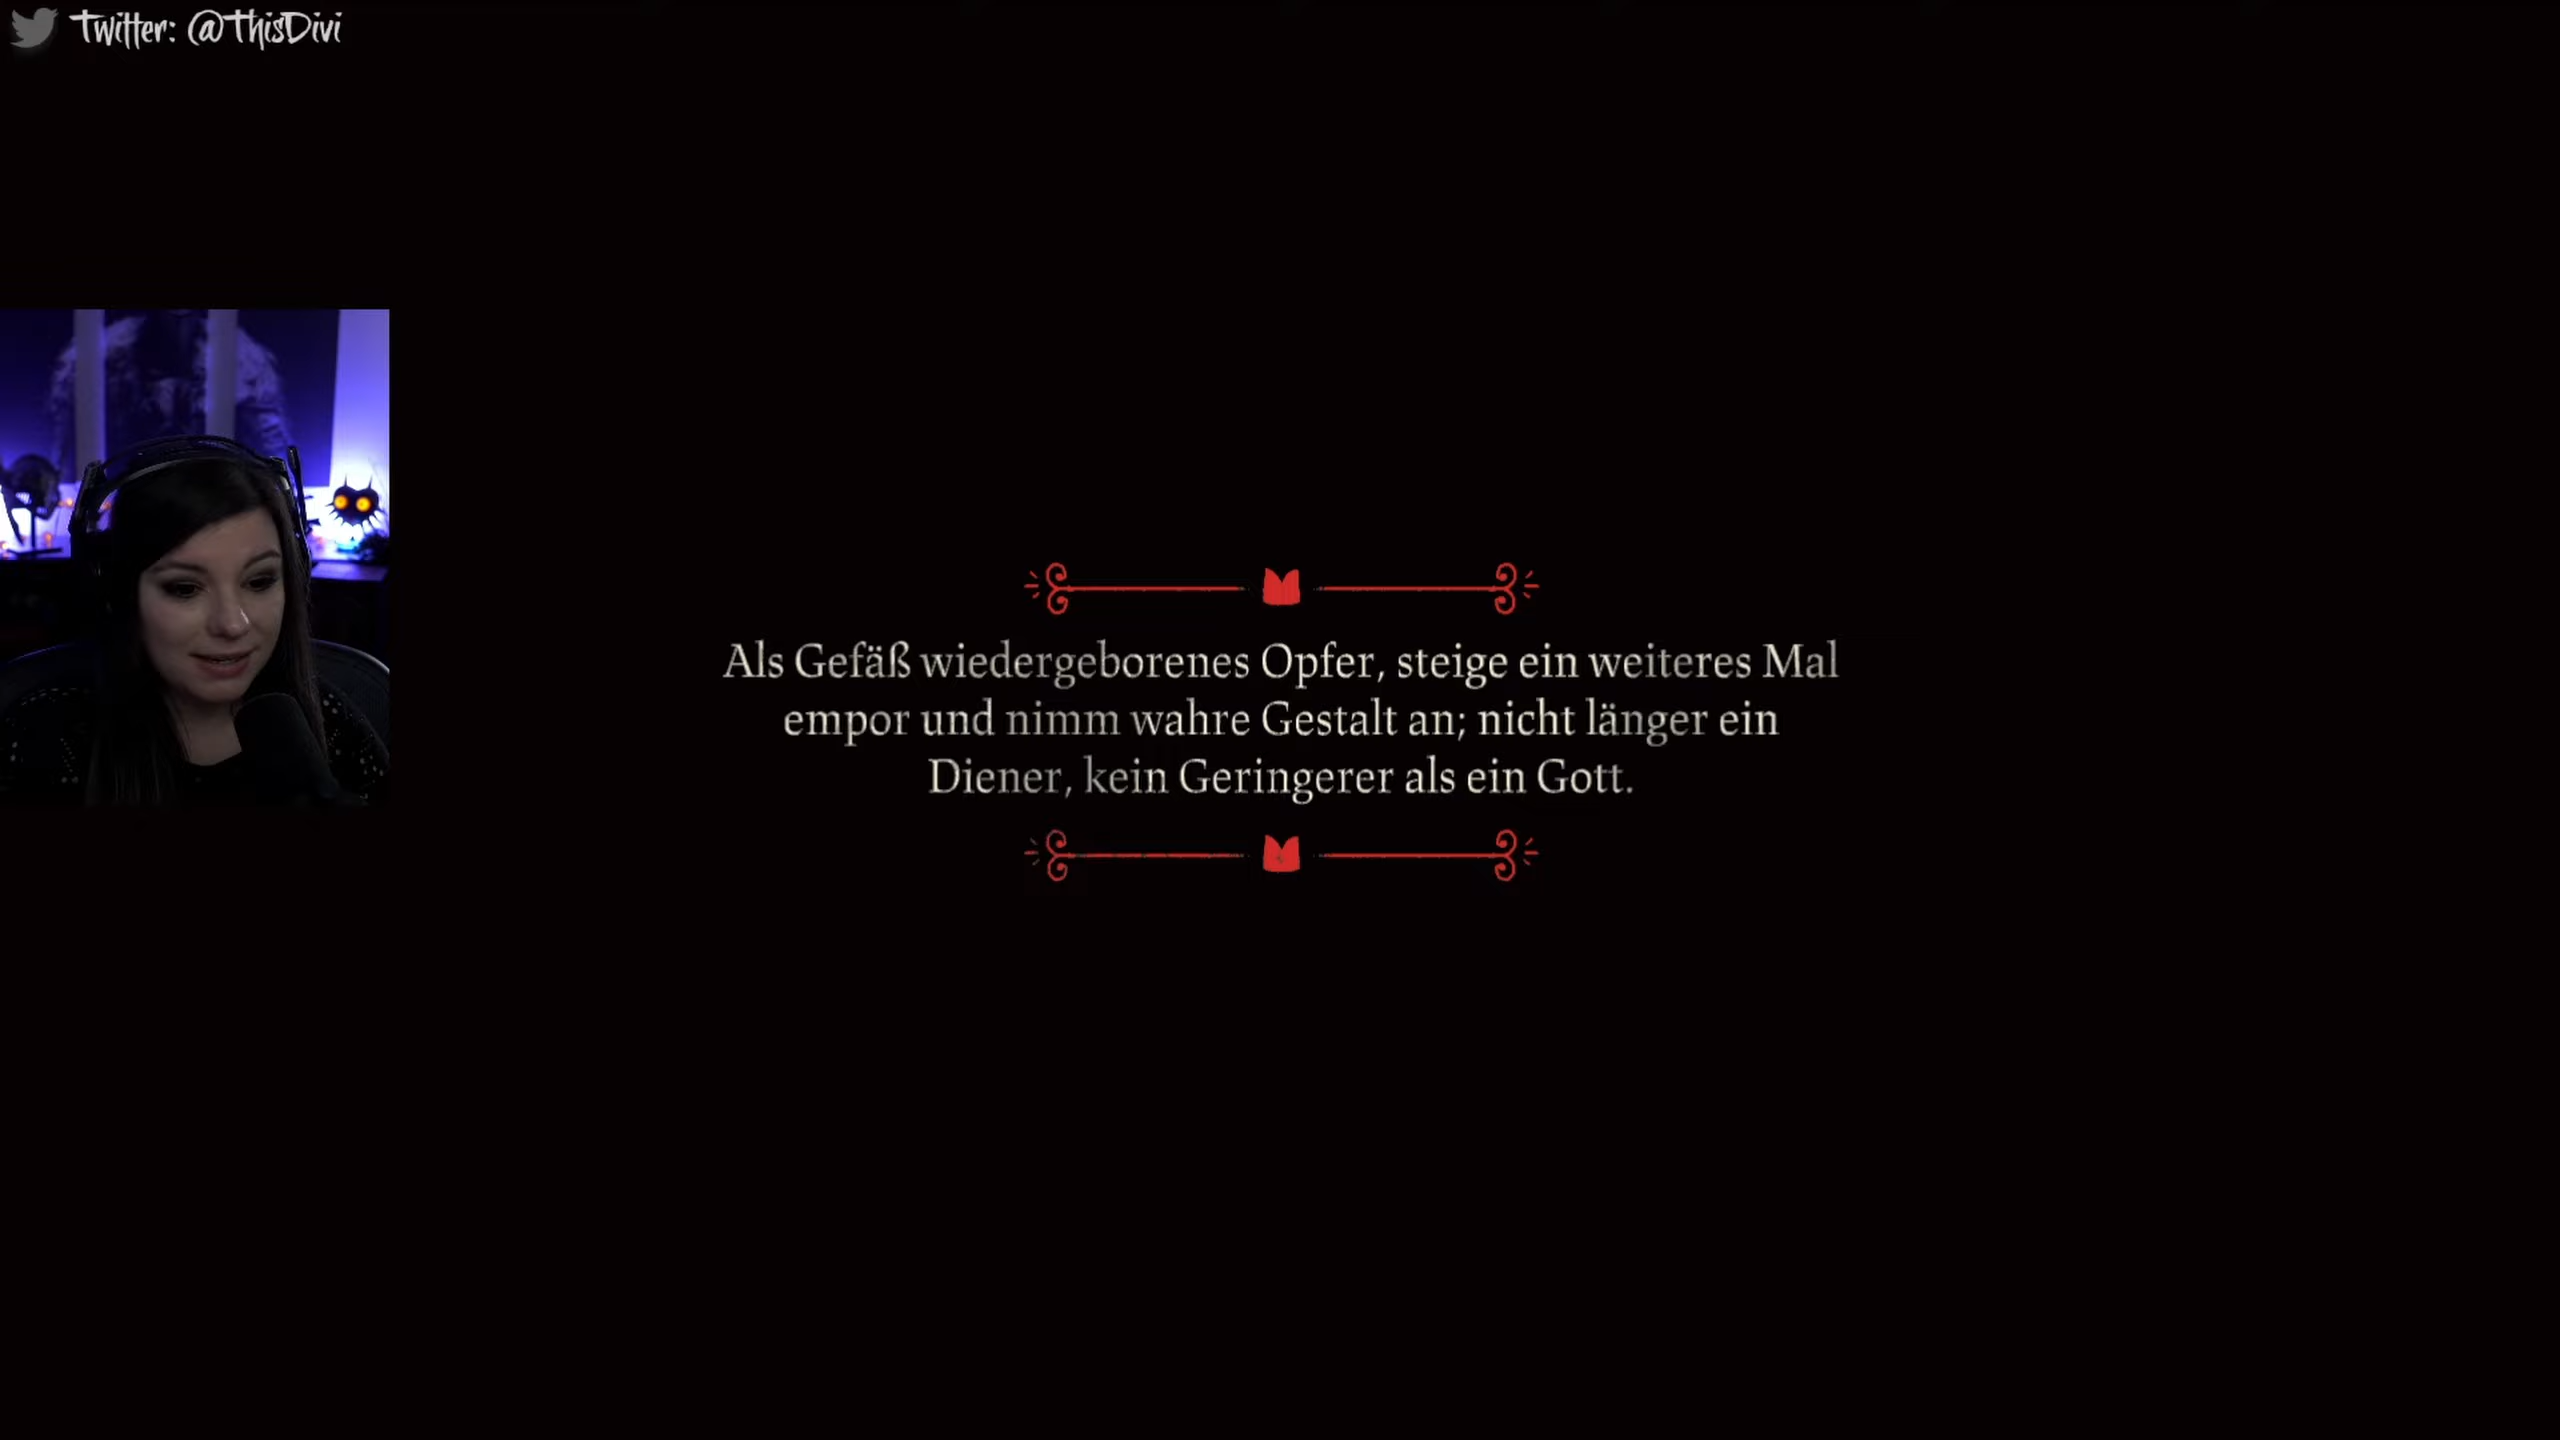 Twitter: @ThisDivi
Als Gefäß wiedergeborenes Opfer, steige ein weiteres Mal
empor und nimm wahre Gestalt an; nicht länger ein
Diener, kein Geringerer als ein Gott.